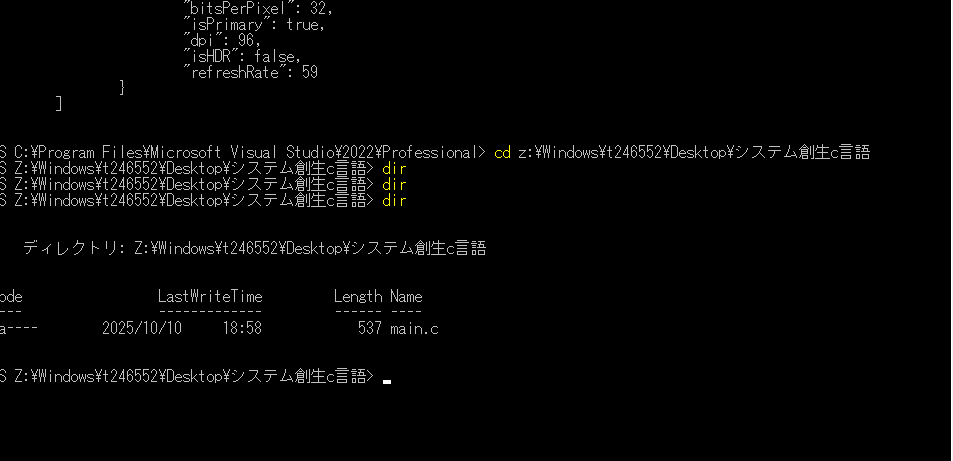 "bitsPerPixel": 32,
"isPrimary": true,
"dpi": 96,
"isHDR": false,
"refreshRate": 59
}
]
S C:¥Program Files¥Microsoft Visual Studio¥2022¥Professional> cd z:¥Windows¥t246552¥Desktop¥システム創生c言語
S Z:¥Windows¥t246552¥Desktop¥システム創生c言語> dir
S Z:¥Windows¥t246552¥Desktop¥システム創生c言語> dir
S Z:¥Windows¥t246552¥Desktop¥システム創生c言語> dir
ディレクトリ: Z:¥Windows¥t246552¥Desktop¥システム創生c言語
ode LastWriteTime Length Name
--- ------------- ------ ----
a---- 2025/10/10 18:58 537 main.c
S Z:¥Windows¥t246552¥Desktop¥システム創生c言語>